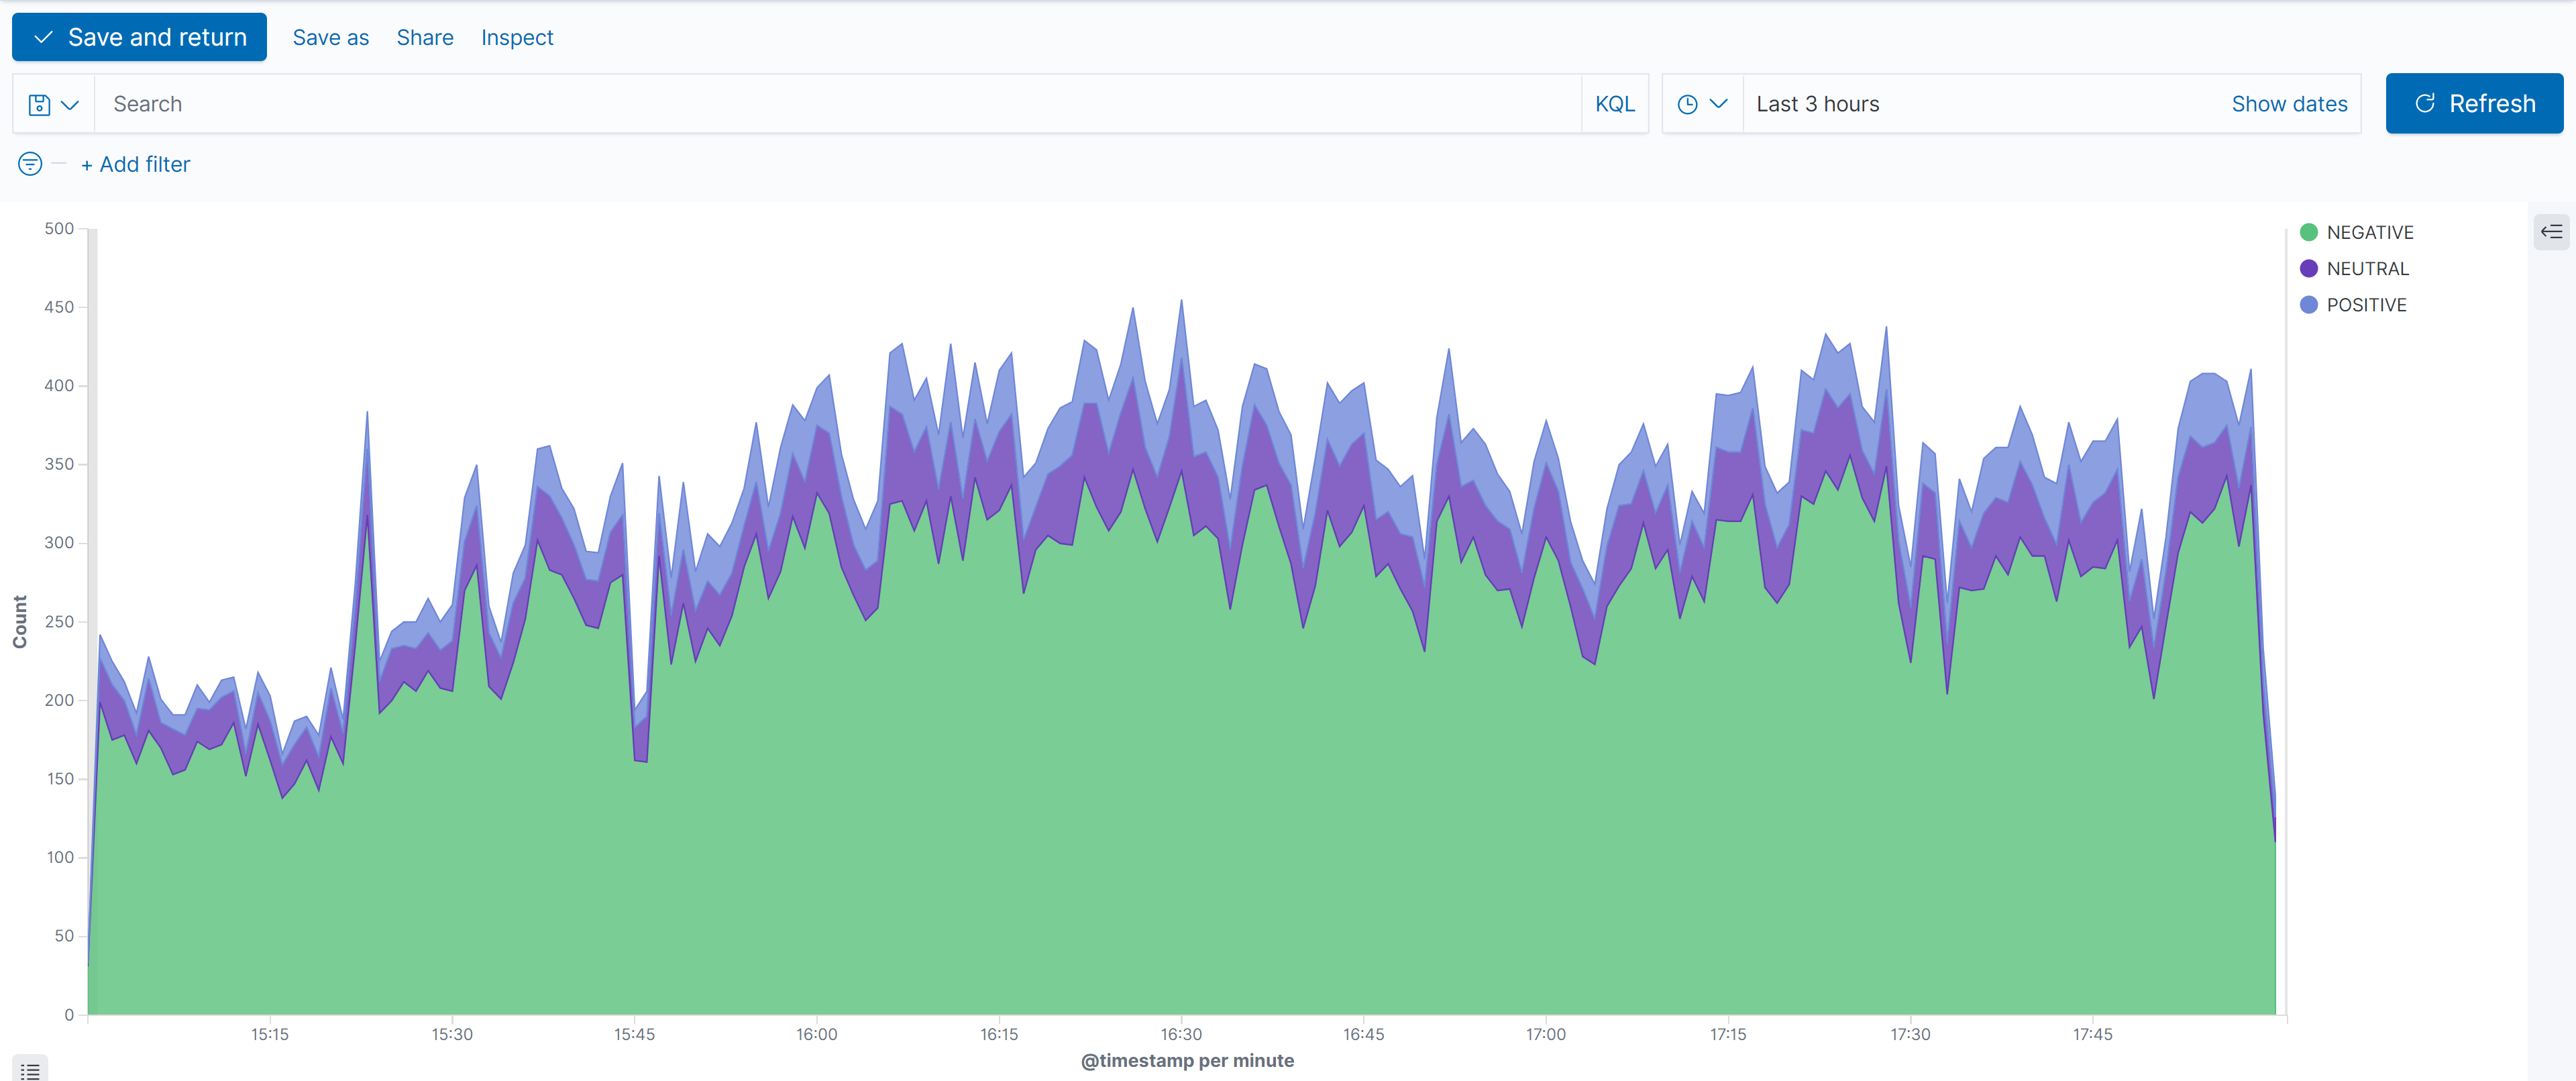 Save and return Save as Share Inspect
Search KQL Last 3 hours Show dates Refresh
+ Add filter
500
450
400
350
300
250
200
150
100
50
0
Count
15:15 15:30 15:45 16:00 16:15 16:30 16:45 17:00 17:15 17:30 17:45
@timestamp per minute
NEGATIVE
NEUTRAL
POSITIVE